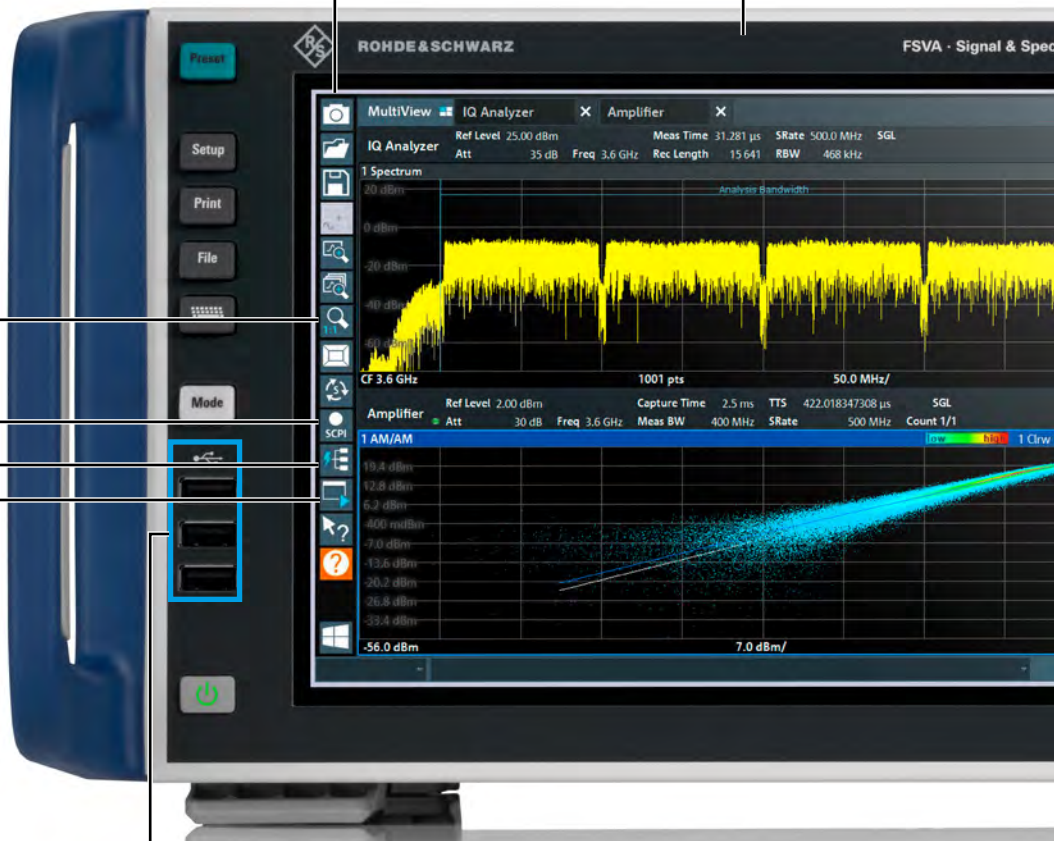 Preset
R S
ROHDE&SCHWARZ
FSVA · Signal & Spec
MultiView IQ Analyzer Amplifier
IQ Analyzer Ref Level 25.00 dBm Meas Time 31.281 µs SRate 500.0 MHz SGL
Att 35 dB Freq 3.6 GHz Rec Length 15 641 RBW 468 kHz
1 Spectrum
20 dBm
Analysis Bandwidth
0 dBm
-20 dBm
-40 dBm
-60 dBm
CF 3.6 GHz 1001 pts 50.0 MHz/
Amplifier Ref Level 2.00 dBm Capture Time 2.5 ms TTS 422.018347308 µs SGL
Att 30 dB Freq 3.6 GHz Meas BW 400 MHz SRate 500 MHz Count 1/1
1 AM/AM low high 1 Clrw
19.4 dBm
12.8 dBm
6.2 dBm
-400 mdBm
-7.0 dBm
-13.6 dBm
-20.2 dBm
-26.8 dBm
-33.4 dBm
-56.0 dBm 7.0 dBm/
1:1
S
SCPI
?
?
Setup
Print
File
Mode